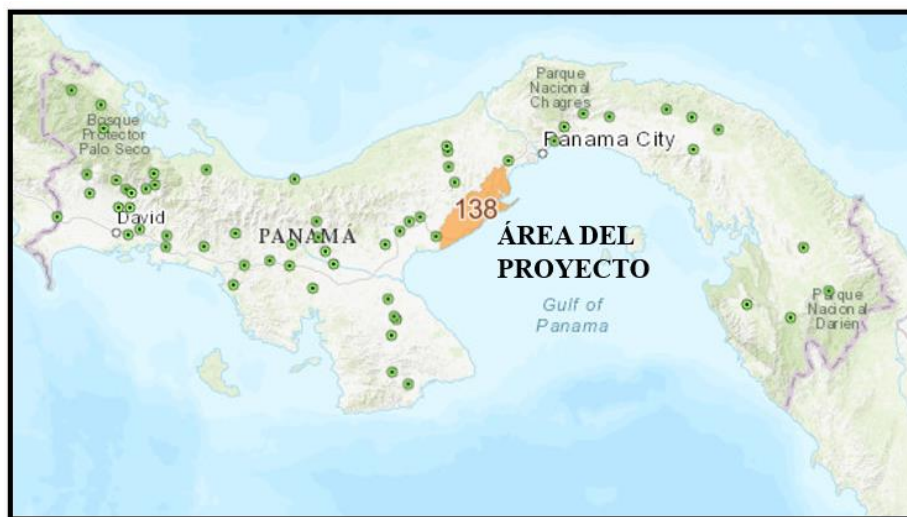 Parque
Nacional
Chagres
Bosque
Protector
Palo Seco
Panama City
David
138
PANAMÁ
ÁREA DEL
PROYECTO
Gulf of
Panama
Parque
Nacional
Darien